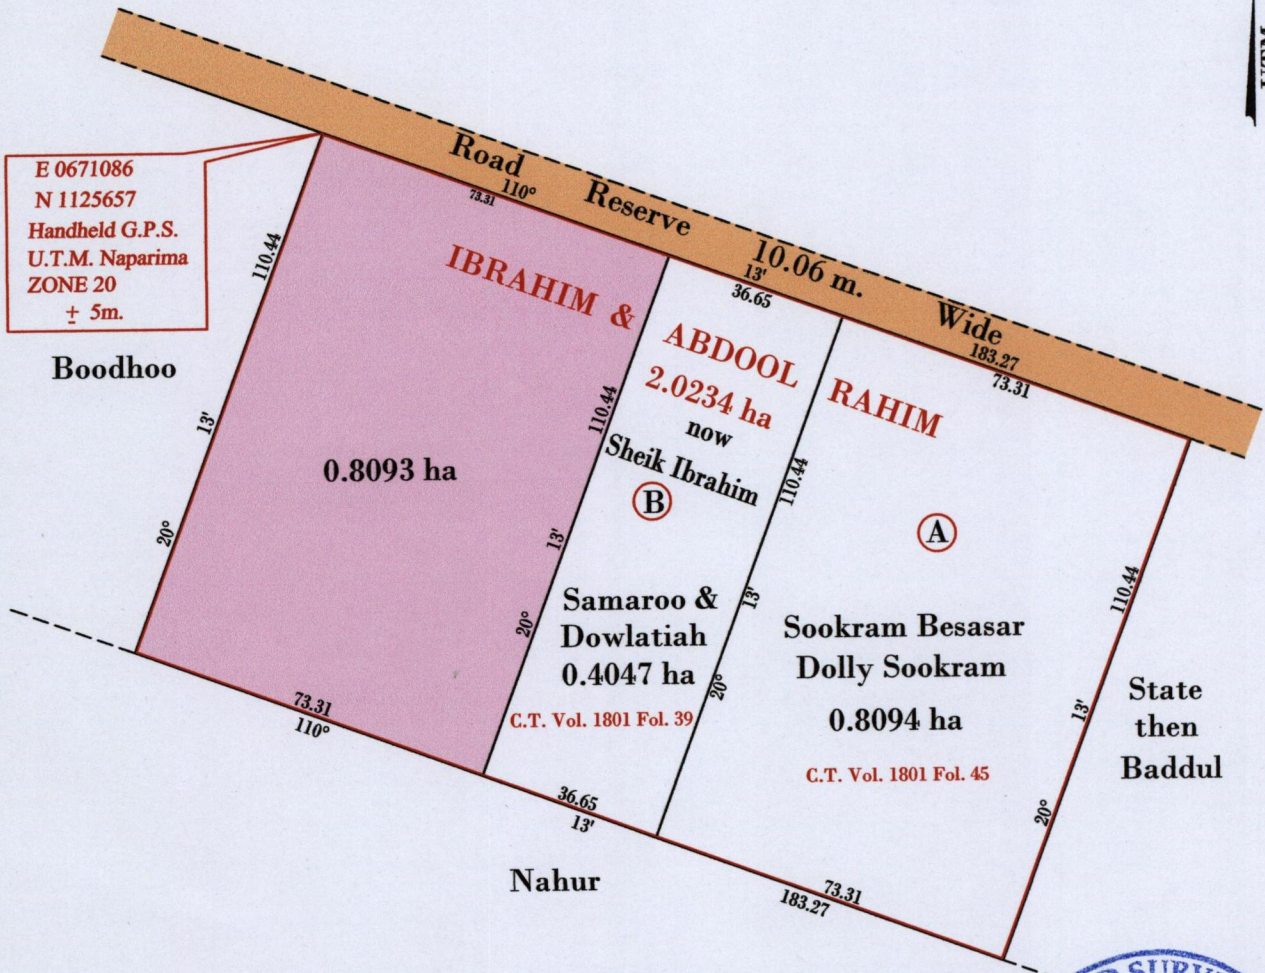 UTM
Road Reserve 10.06 m. Wide
110° 13' 183.27
73.31
36.65
73.31
E 0671086
N 1125657
Handheld G.P.S.
U.T.M. Naparima
ZONE 20
± 5m.
Boodhoo
110.44
13'
20°
IBRAHIM & ABDOOL RAHIM
2.0234 ha
now
Sheik Ibrahim
0.8093 ha
110.44
13'
20°
B
Samaroo &
Dowlatiah
0.4047 ha
C.T. Vol. 1801 Fol. 39
110.44
13'
20°
A
Sookram Besasar
Dolly Sookram
0.8094 ha
C.T. Vol. 1801 Fol. 45
110.44
13'
20°
State
then
Baddul
73.31
36.65
73.31
110° 13' 183.27
Nahur